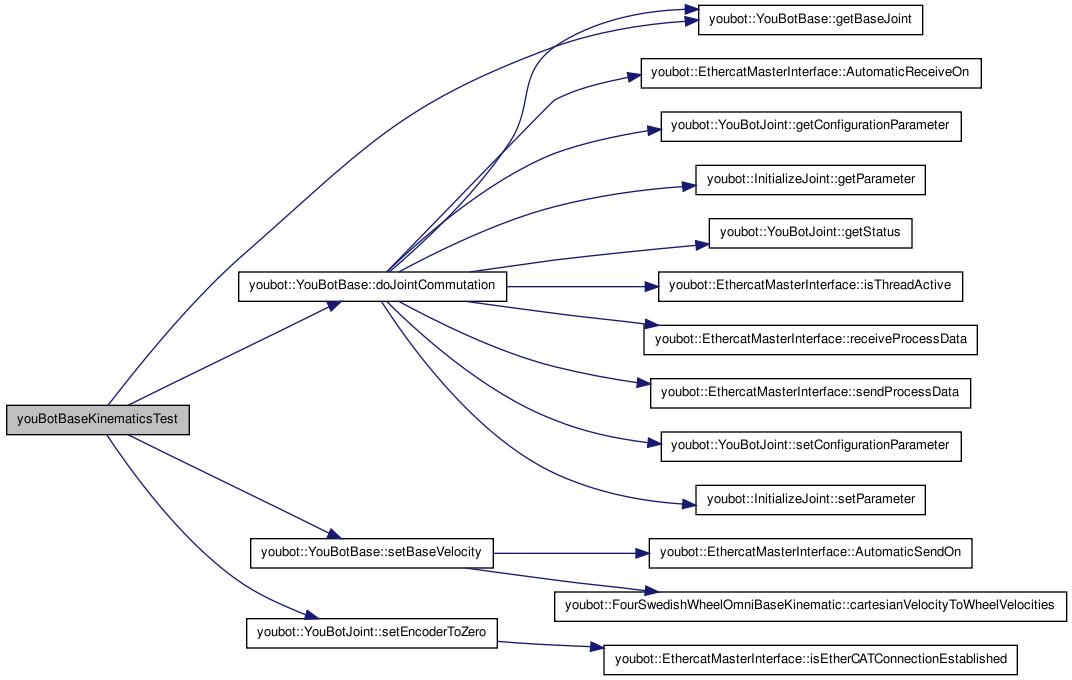 youbot::YouBotBase::getBaseJoint
youbot::EthercatMasterInterface::AutomaticReceiveOn
youbot::YouBotJoint::getConfigurationParameter
youbot::InitializeJoint::getParameter
youbot::YouBotJoint::getStatus
youbot::YouBotBase::doJointCommutation
youbot::EthercatMasterInterface::isThreadActive
youbot::EthercatMasterInterface::receiveProcessData
youbot::EthercatMasterInterface::sendProcessData
youBotBaseKinematicsTest
youbot::YouBotJoint::setConfigurationParameter
youbot::InitializeJoint::setParameter
youbot::YouBotBase::setBaseVelocity
youbot::EthercatMasterInterface::AutomaticSendOn
youbot::FourSwedishWheelOmniBaseKinematic::cartesianVelocityToWheelVelocities
youbot::YouBotJoint::setEncoderToZero
youbot::EthercatMasterInterface::isEtherCATConnectionEstablished